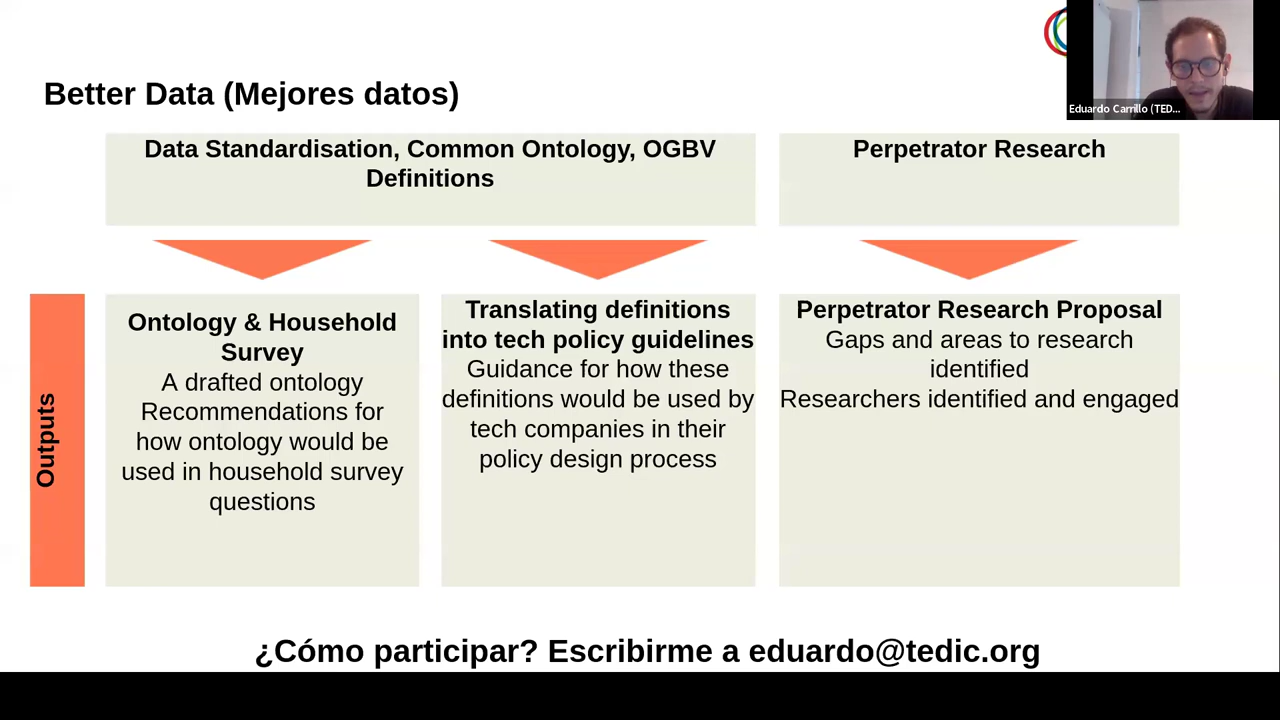 Better Data (Mejores datos)
Eduardo Carrillo (TED...
Data Standardisation, Common Ontology, OGBV
Definitions
Perpetrator Research
Outputs
Ontology & Household
Survey
A drafted ontology
Recommendations for
how ontology would be
used in household survey
questions
Translating definitions
into tech policy guidelines
Guidance for how these
definitions would be used by
tech companies in their
policy design process
Perpetrator Research Proposal
Gaps and areas to research
identified
Researchers identified and engaged
¿Cómo participar? Escribirme a eduardo@tedic.org